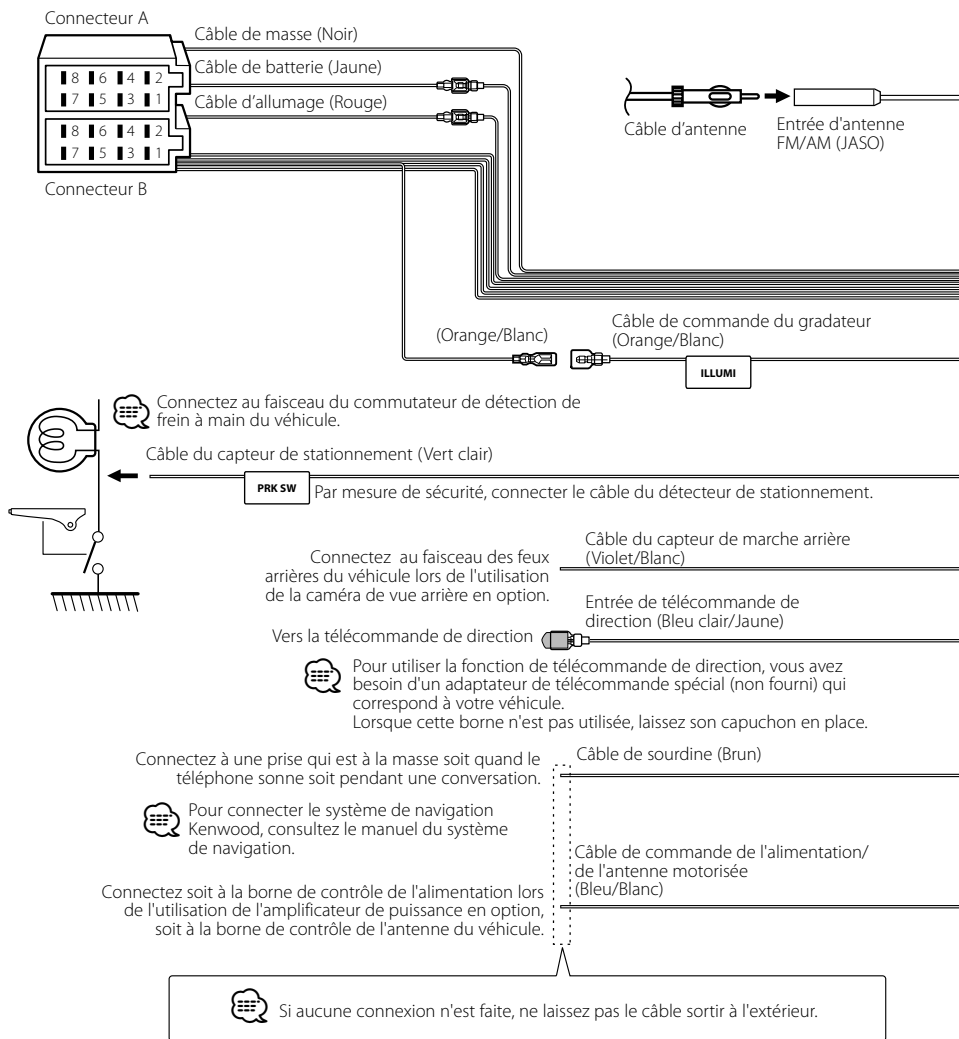 Connecteur A
Câble de masse (Noir)
Câble de batterie (Jaune)
Câble d'allumage (Rouge)
8 6 4 2
7 5 3 1
8 6 4 2
7 5 3 1
Connecteur B
Câble d'antenne
Entrée d'antenne
FM/AM (JASO)
(Orange/Blanc)
Câble de commande du gradateur
(Orange/Blanc)
ILLUMI
Connectez au faisceau du commutateur de détection de
frein à main du véhicule.
Câble du capteur de stationnement (Vert clair)
PRK SW
Par mesure de sécurité, connecter le câble du détecteur de stationnement.
Connectez au faisceau des feux
arrières du véhicule lors de l'utilisation
de la caméra de vue arrière en option.
Câble du capteur de marche arrière
(Violet/Blanc)
Entrée de télécommande de
direction (Bleu clair/Jaune)
Vers la télécommande de direction
Pour utiliser la fonction de télécommande de direction, vous avez
besoin d'un adaptateur de télécommande spécial (non fourni) qui
correspond à votre véhicule.
Lorsque cette borne n'est pas utilisée, laissez son capuchon en place.
Connectez à une prise qui est à la masse soit quand le
téléphone sonne soit pendant une conversation.
Câble de sourdine (Brun)
Pour connecter le système de navigation
Kenwood, consultez le manuel du système
de navigation.
Câble de commande de l'alimentation/
de l'antenne motorisée
(Bleu/Blanc)
Connectez soit à la borne de contrôle de l'alimentation lors
de l'utilisation de l'amplificateur de puissance en option,
soit à la borne de contrôle de l'antenne du véhicule.
Si aucune connexion n'est faite, ne laissez pas le câble sortir à l'extérieur.